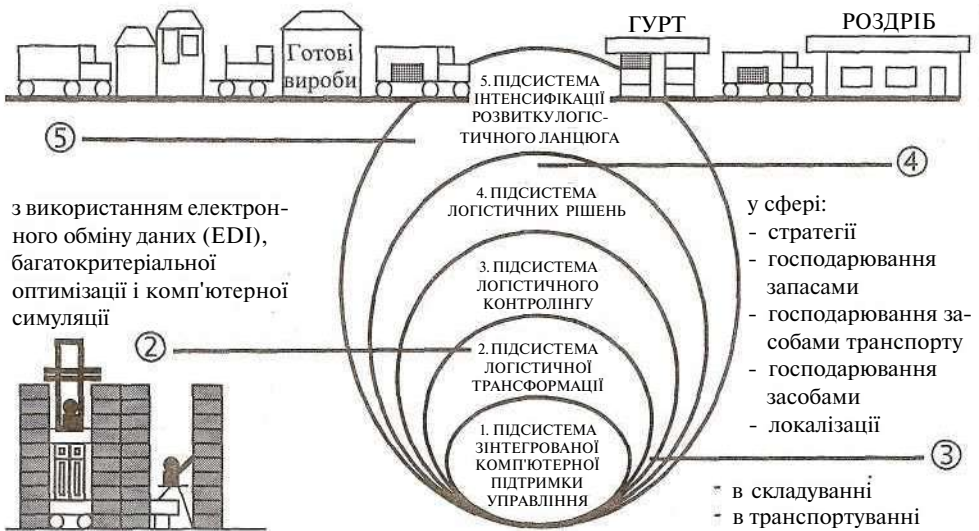 ГУРТ
РОЗДРІБ
Готові
вироби
5. ПІДСИСТЕМА
ІНТЕНСИФІКАЦІЇ
РОЗВИТКУЛОГІС-
ТИЧНОГО ЛАНЦЮГА
⑤
④
4. ПІДСИСТЕМА
ЛОГІСТИЧНИХ РІШЕНЬ
з використанням електрон-
ного обміну даних (EDI),
багатокритеріальної
оптимізації і комп'ютерної
симуляції
у сфері:
- стратегії
- господарювання
запасами
- господарювання за-
собами транспорту
- господарювання
засобами
- локалізації
3. ПІДСИСТЕМА
ЛОГІСТИЧНОГО
КОНТРОЛІНГУ
②
2. ПІДСИСТЕМА
ЛОГІСТИЧНОЇ
ТРАНСФОРМАЦІЇ
1. ПІДСИСТЕМА
ЗІНТЕГРОВАНОЇ
КОМП'ЮТЕРНОЇ
ПІДТРИМКИ
УПРАВЛІННЯ
③
- в складуванні
- в транспортуванні